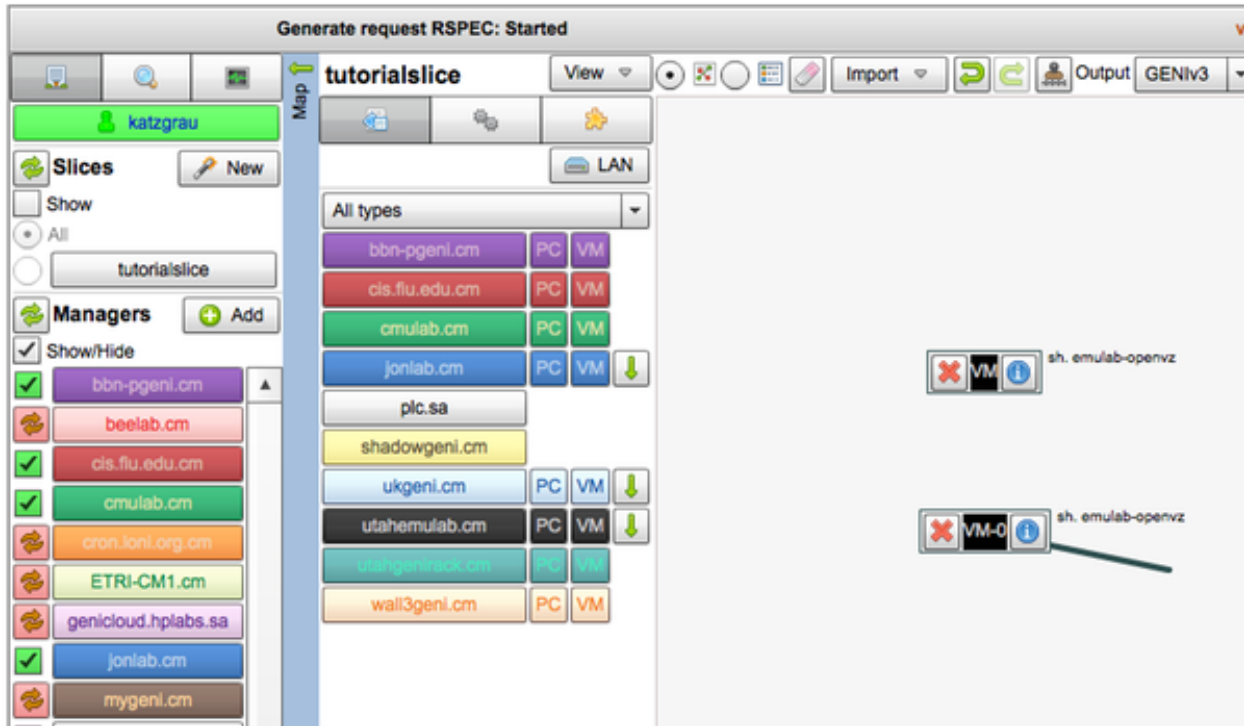 Generate request RSPEC: Started
katzgrau
Slices
New
Show
All
tutorialslice
Managers
Add
Show/Hide
bbn-pgeni.cm
beelab.cm
cis.fiu.edu.cm
cmulab.cm
cron.loni.org.cm
ETRI-CM1.cm
genicloud.hplabs.sa
jonlab.cm
mygeni.cm
Map
tutorialslice
View
LAN
All types
bbn-pgeni.cm PC VM
cis.fiu.edu.cm PC VM
cmulab.cm PC VM
jonlab.cm PC VM
plc.sa
shadowgeni.cm
ukgeni.cm PC VM
utahemulab.cm PC VM
utahgenirack.cm PC VM
wall3geni.cm PC VM
Import
Output GENIv3
VM
sh. emulab-openvz
VM-0
sh. emulab-openvz